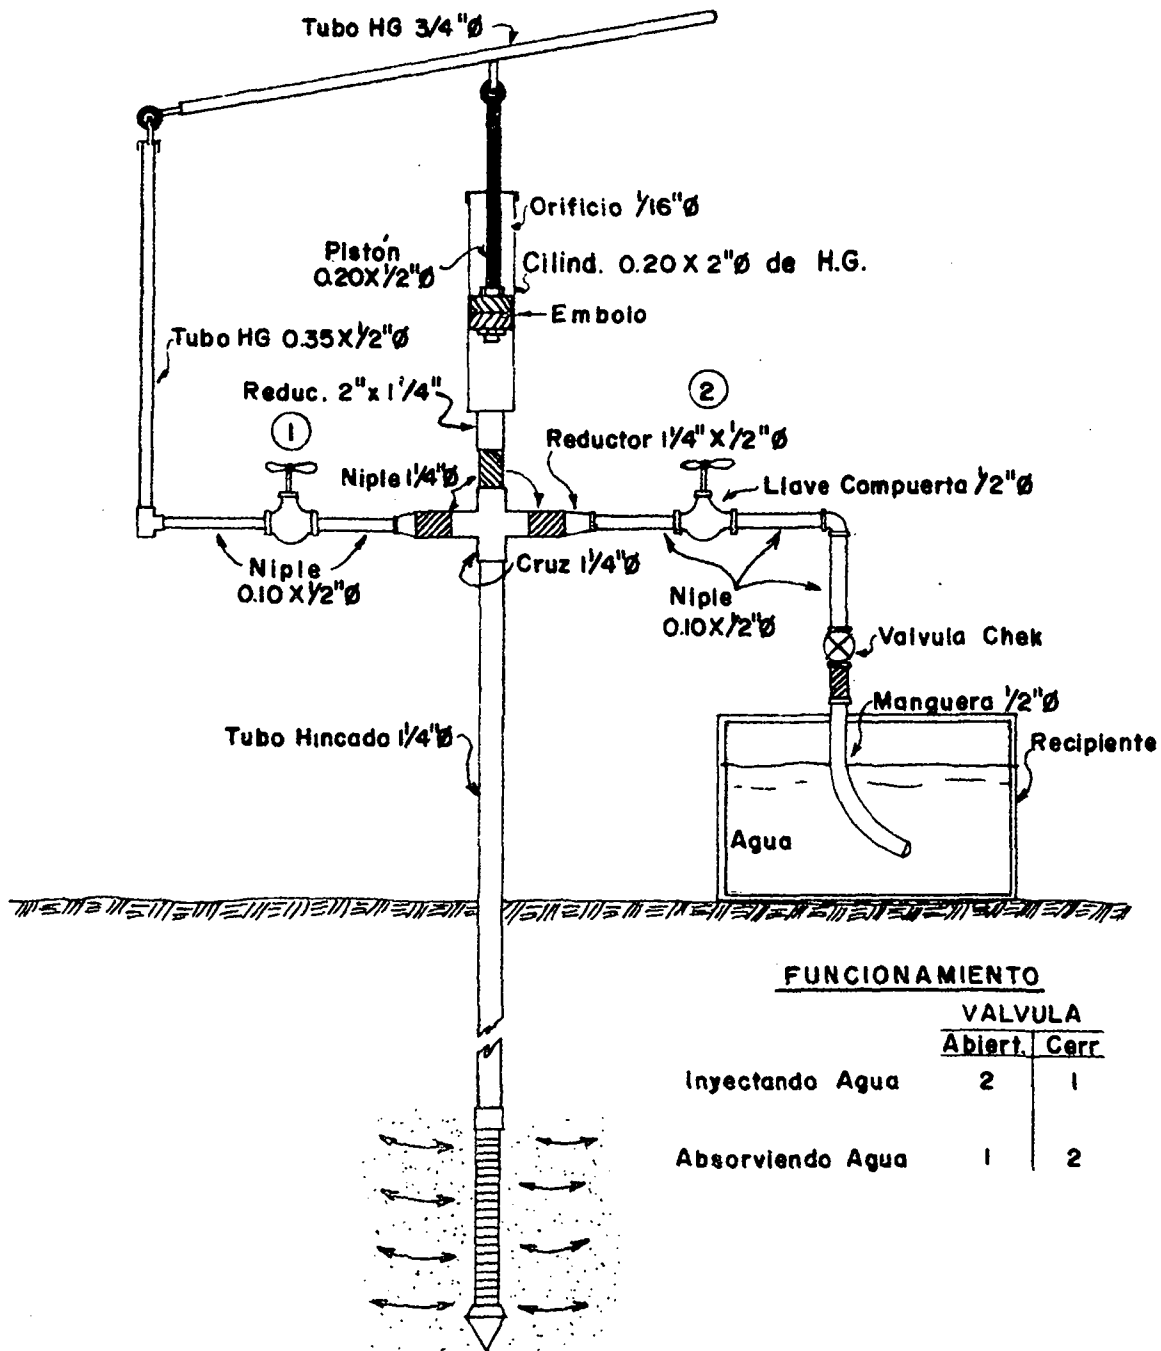 Tubo HG 3/4"Ø
Orificio 1/16"Ø
Pistón
0.20X1/2"Ø
Cilind. 0.20 X 2"Ø de H.G.
Embolo
Tubo HG 0.35X1/2"Ø
Reduc. 2"x 1 1/4"
1
2
Reductor 1 1/4" X 1/2"Ø
Niple 1 1/4"Ø
Llave Compuerta 1/2"Ø
Niple
0.10 X 1/2"Ø
Cruz 1 1/4"Ø
Niple
0.10X1/2"Ø
Valvula Chek
Manguera 1/2"Ø
Tubo Hincado 1 1/4"Ø
Recipiente
Agua
FUNCIONAMIENTO
VALVULA
Abiert. Cerr
Inyectando Agua 2 1
Absorviendo Agua 1 2